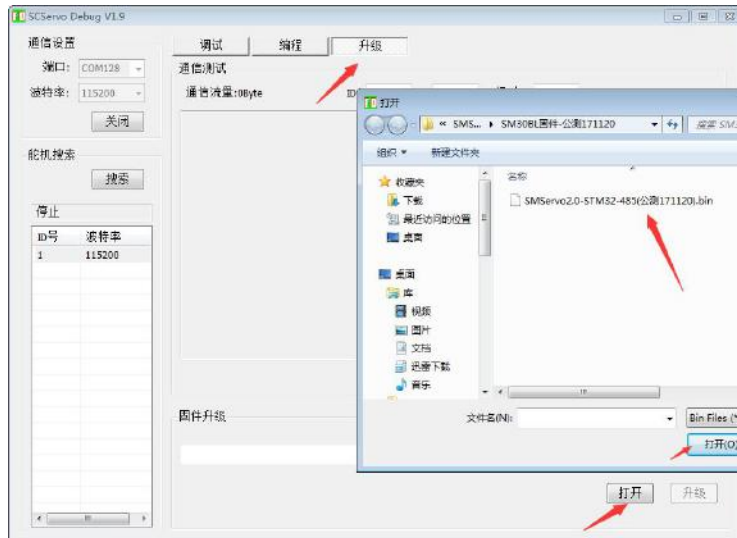 SCServo Debug V1.9
通信设置
端口: COM128
波特率: 115200
关闭
舵机搜索
搜索
停止
ID号 波特率
1 115200
调试 编程 升级
通信测试
通信流量:0Byte
固件升级
打开 升级
打开
« SMS... ▸ SM30BL固件-公测171120
搜索 SM
组织 新建文件夹
收藏夹
下载
最近访问的位置
桌面
桌面
库
视频
图片
文档
迅雷下载
音乐
名称
SMServo2.0-STM32-485(公测171120).bin
文件名(N):
Bin Files (*
打开(O)